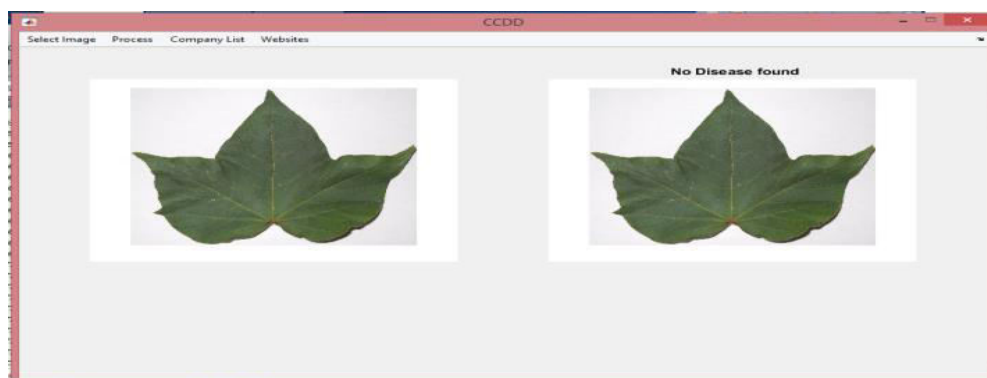 CCDD
Select Image Process Company List Websites
No Disease found